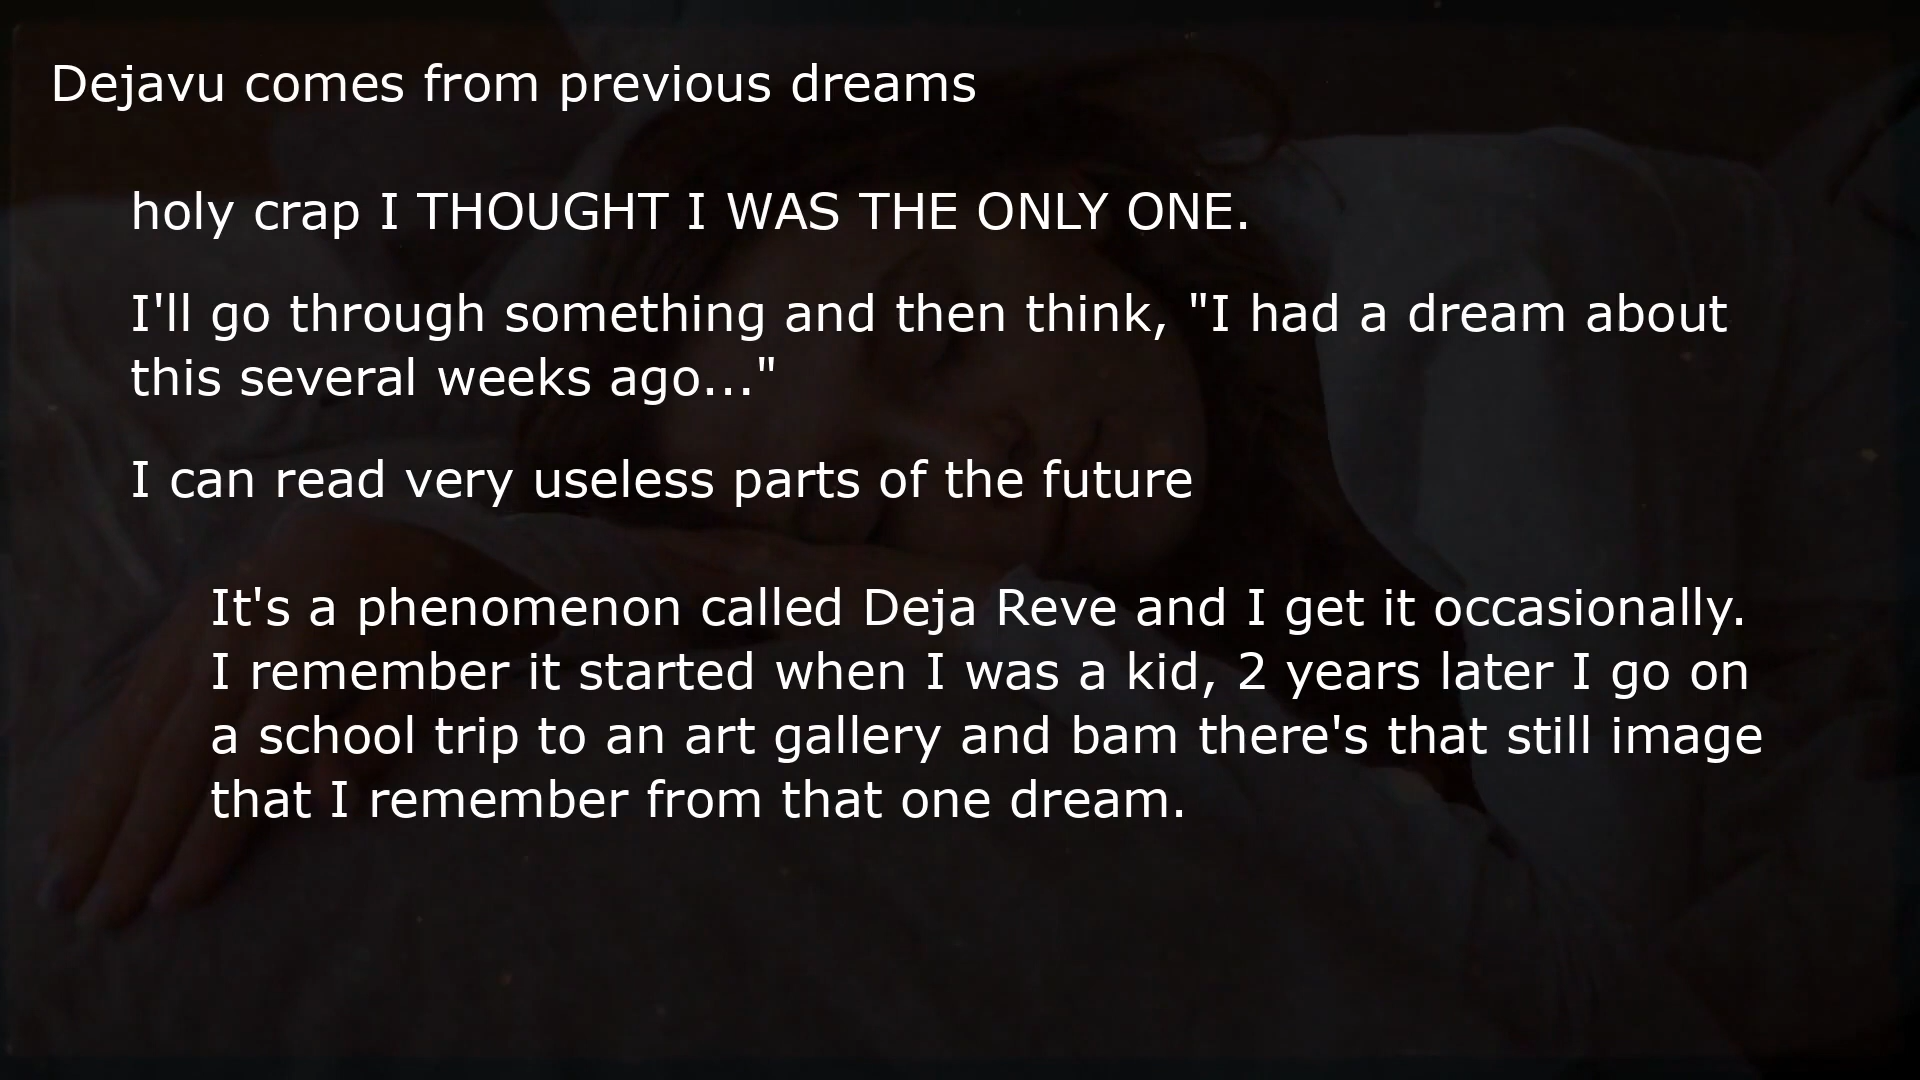 Dejavu comes from previous dreams
holy crap I THOUGHT I WAS THE ONLY ONE.
I'll go through something and then think, "I had a dream about
this several weeks ago..."
I can read very useless parts of the future
It's a phenomenon called Deja Reve and I get it occasionally.
I remember it started when I was a kid, 2 years later I go on
a school trip to an art gallery and bam there's that still image
that I remember from that one dream.